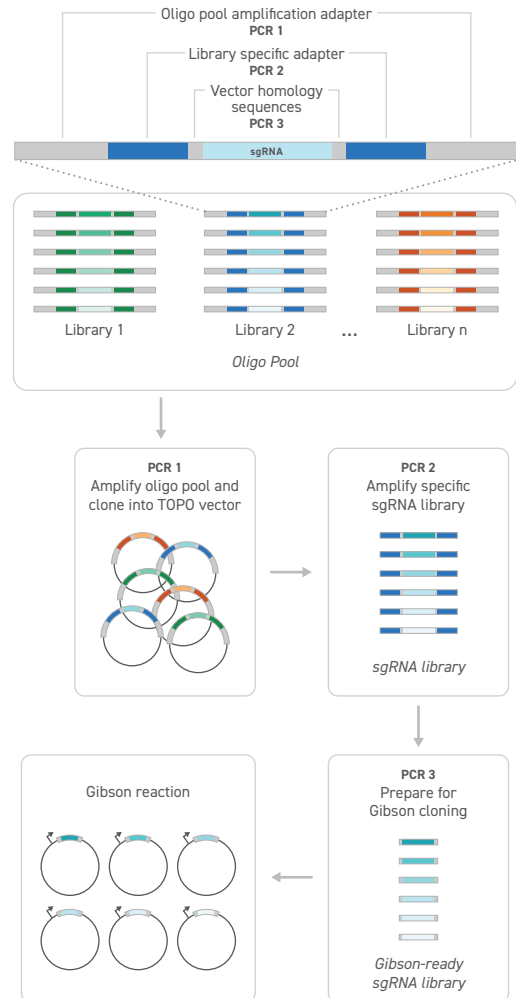 Oligo pool amplification adapter
PCR 1
Library specific adapter
PCR 2
Vector homology
sequences
PCR 3
sgRNA
Library 1
Library 2
...
Library n
Oligo Pool
PCR 1
Amplify oligo pool and
clone into TOPO vector
PCR 2
Amplify specific
sgRNA library
sgRNA library
Gibson reaction
PCR 3
Prepare for
Gibson cloning
Gibson-ready
sgRNA library